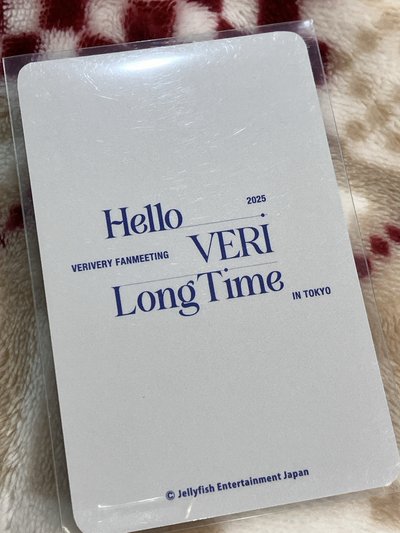 2025
Hello
VERIVERY FANMEETING VERi
Long Time IN TOKYO
© Jellyfish Entertainment Japan